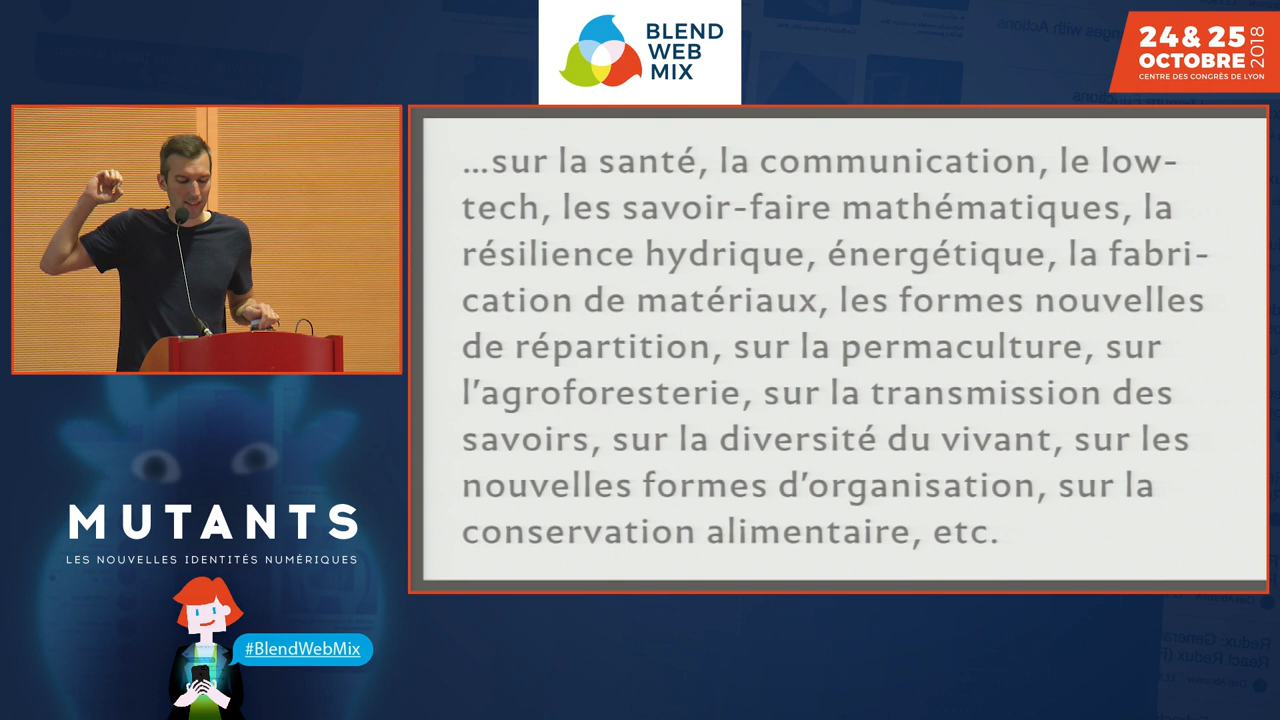 BLEND
WEB
MIX
24 & 25
OCTOBRE
2018
CENTRE DES CONGRÈS DE LYON
...sur la santé, la communication, le low-
tech, les savoir-faire mathématiques, la
résilience hydrique, énergétique, la fabri-
cation de matériaux, les formes nouvelles
de répartition, sur la permaculture, sur
l’agroforesterie, sur la transmission des
savoirs, sur la diversité du vivant, sur les
nouvelles formes d’organisation, sur la
conservation alimentaire, etc.
MUTANTS
LES NOUVELLES IDENTITÉS NUMÉRIQUES
#BlendWebMix